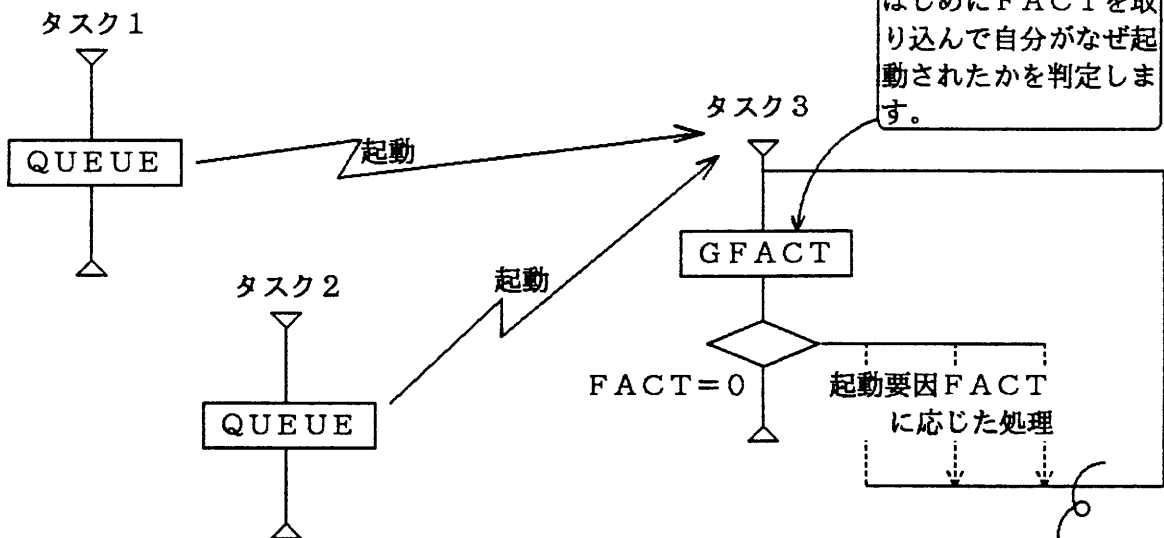 タスク1
QUEUE
起動
タスク2
QUEUE
起動
はじめにFACTを取
り込んで自分がなぜ起
動されたかを判定しま
す。
タスク3
GFACT
FACT=0
起動要因FACT
に応じた処理